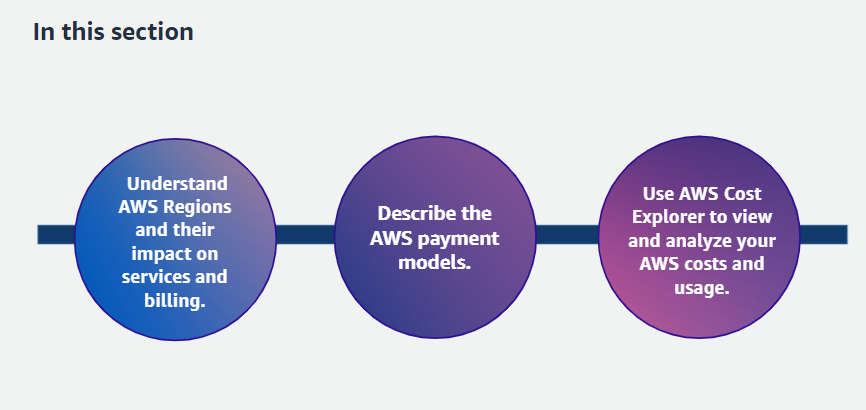 In this section
Understand
AWS Regions
and their
impact on
services and
billing.
Describe the
AWS payment
models.
Use AWS Cost
Explorer to view
and analyze your
AWS costs and
usage.